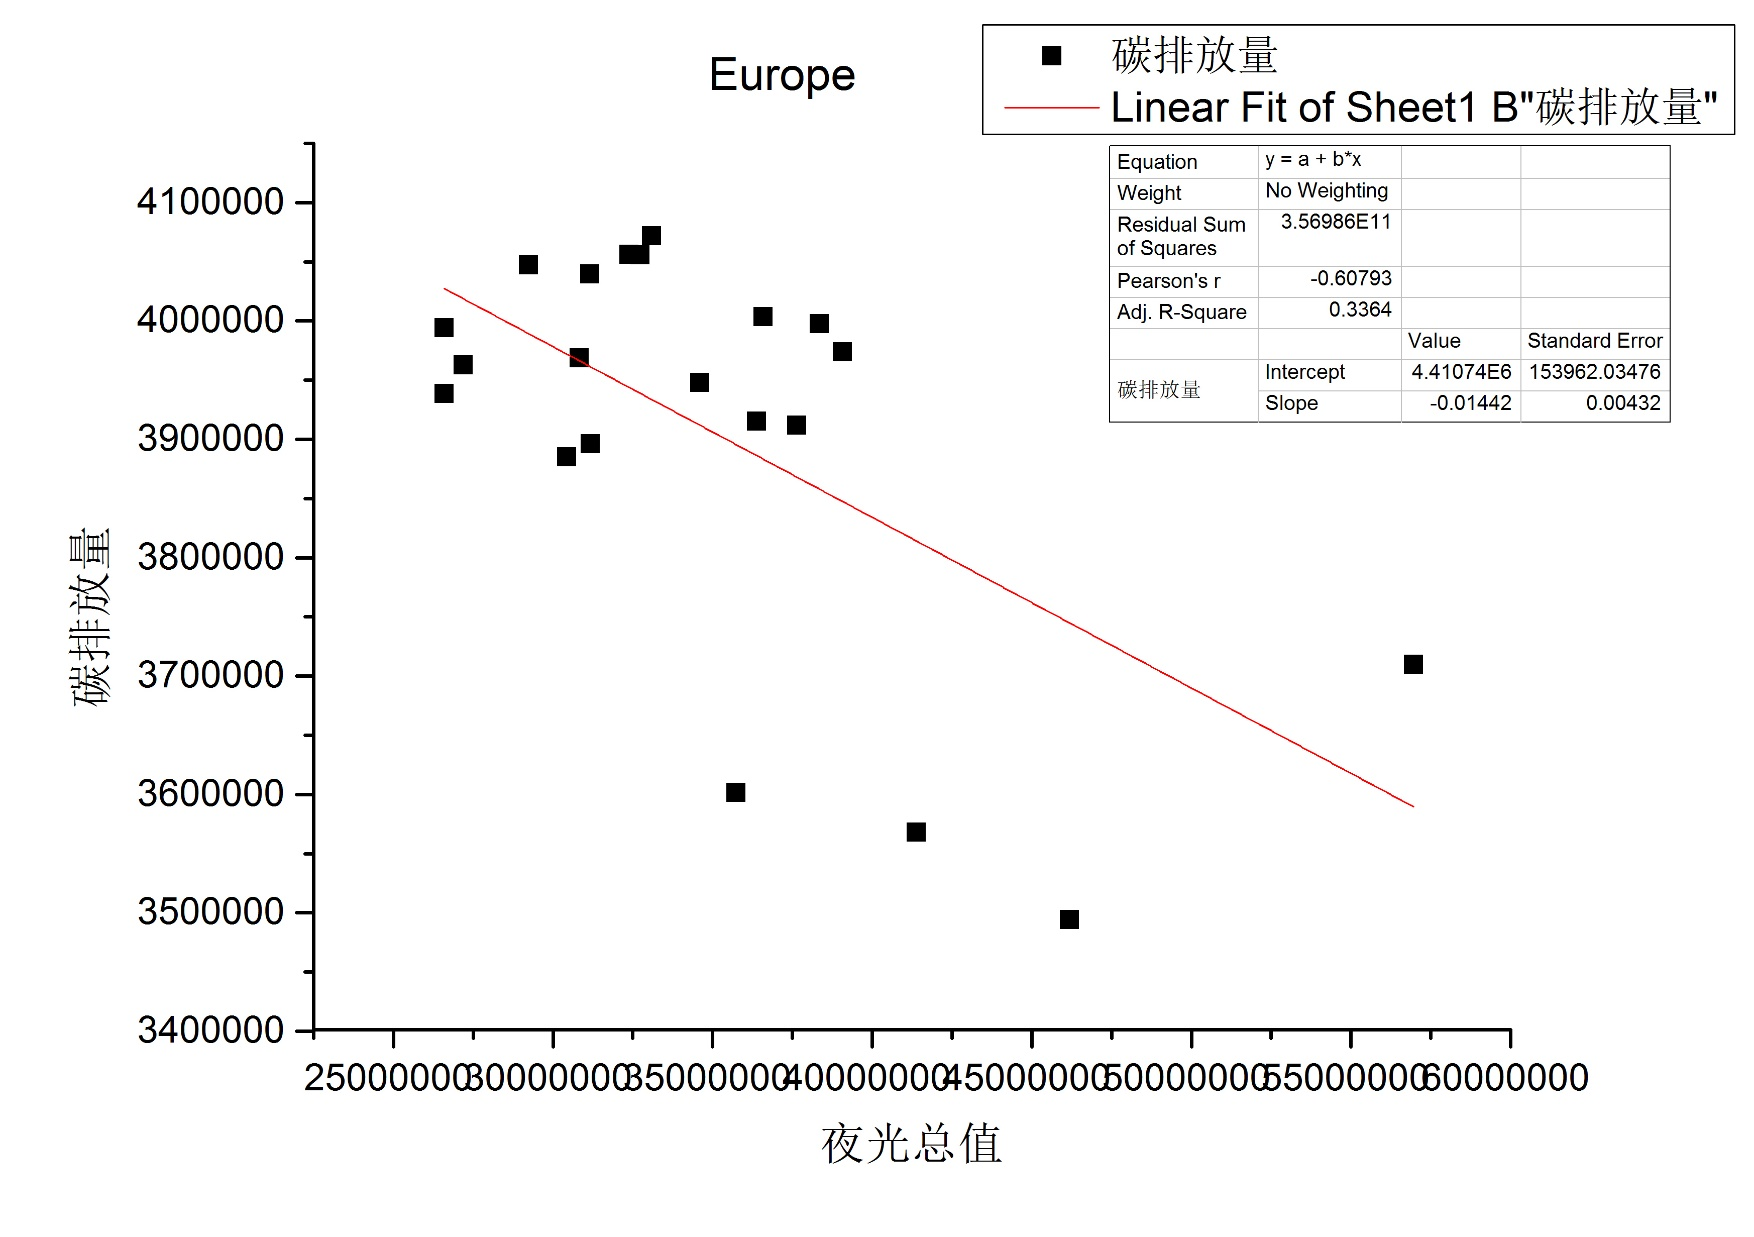 Europe
碳排放量
Linear Fit of Sheet1 B"碳排放量"
Equation y = a + b*x
Weight No Weighting
Residual Sum of Squares 3.56986E11
Pearson's r -0.60793
Adj. R-Square 0.3364
Value Standard Error
碳排放量 Intercept 4.41074E6 153962.03476
Slope -0.01442 0.00432
4100000
4000000
3900000
3800000
3700000
3600000
3500000
3400000
碳排放量
25000000 30000000 35000000 40000000 45000000 50000000 55000000 60000000
夜光总值